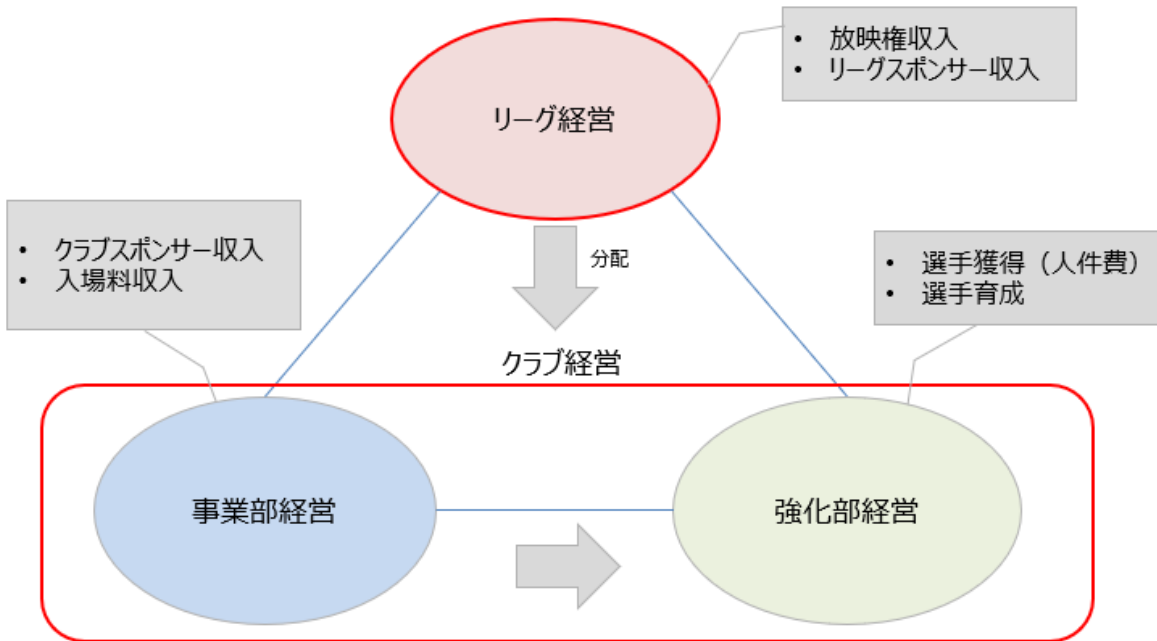 • 放映権収入
• リーグスポンサー収入
リーグ経営
• クラブスポンサー収入
• 入場料収入
分配
• 選手獲得（人件費）
• 選手育成
クラブ経営
事業部経営
強化部経営